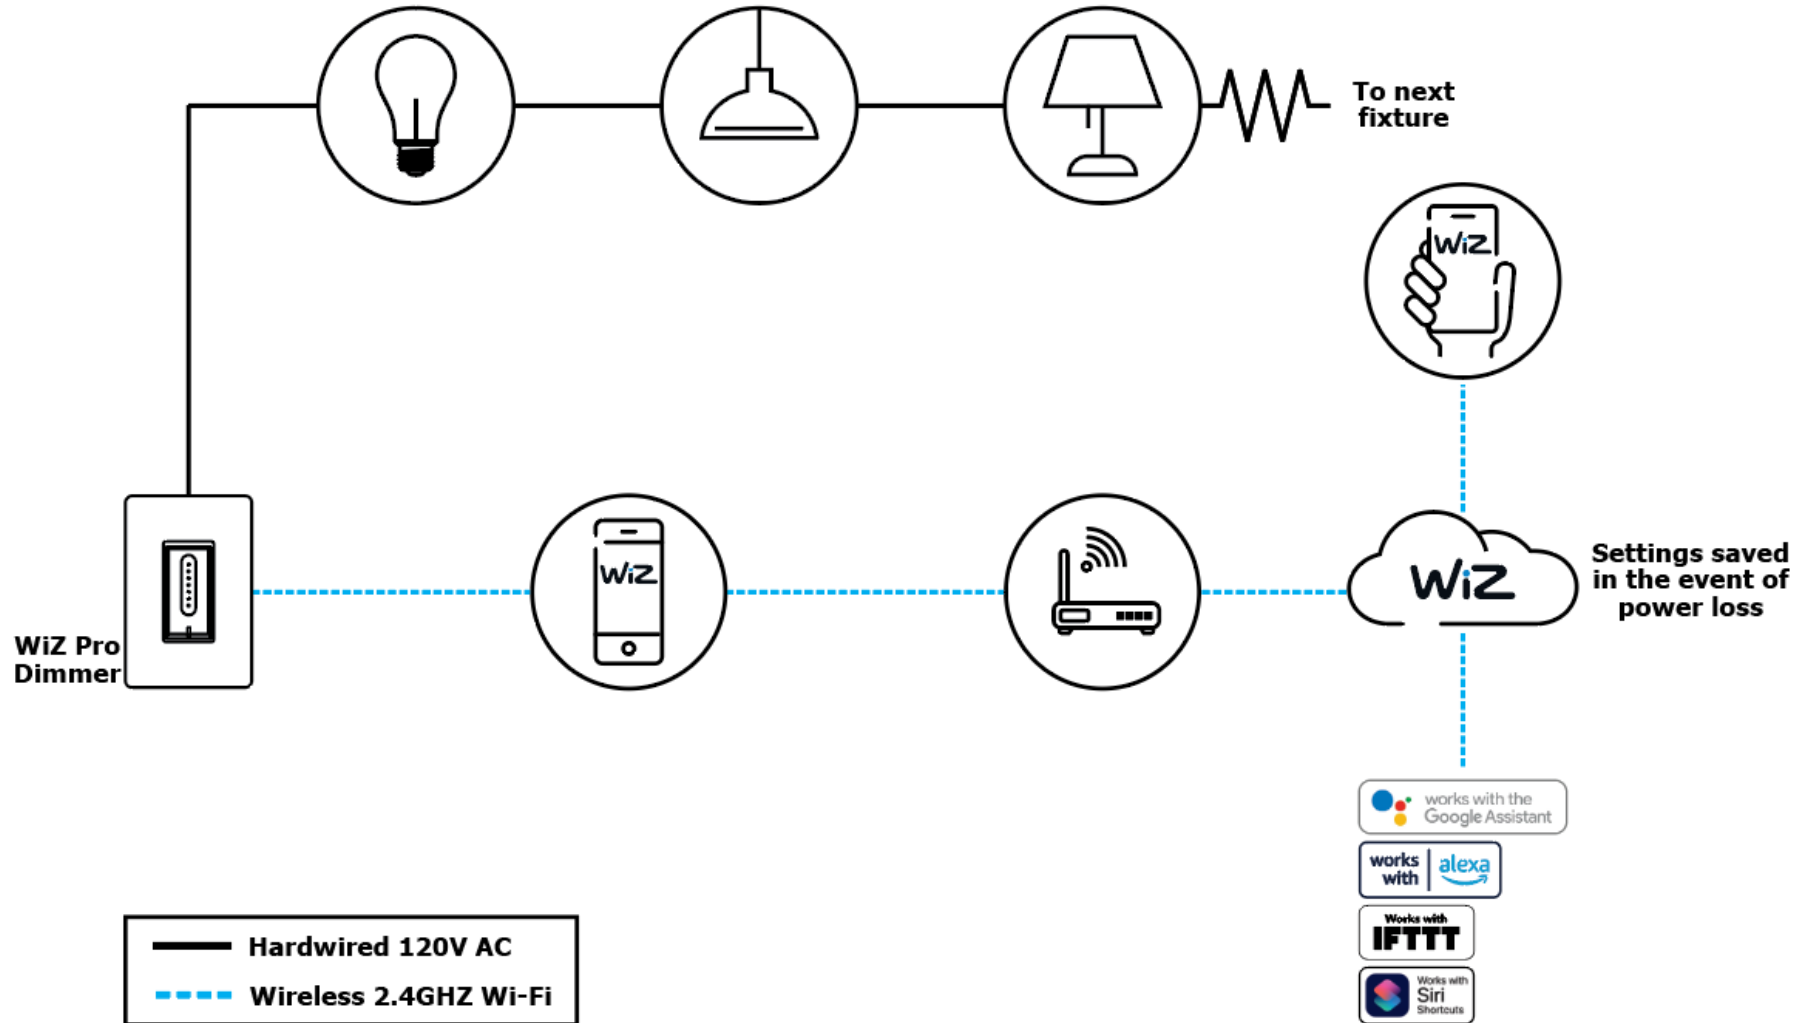 To next
fixture
WiZ
WiZ Pro
Dimmer
WiZ
WiZ
Settings saved
in the event of
power loss
works with the
Google Assistant
works
with
alexa
Works with
IFTTT
Works with
Siri
Shortcuts
Hardwired 120V AC
Wireless 2.4GHZ Wi-Fi